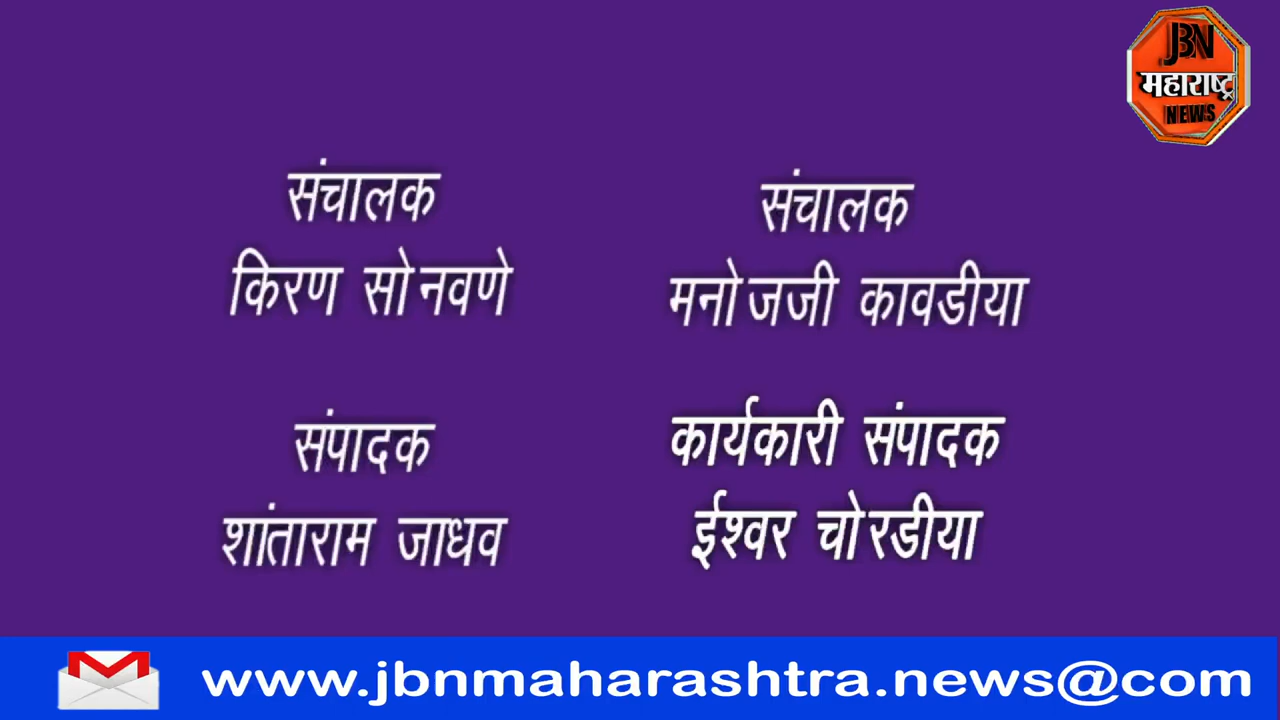 JBN
महाराष्ट्र
NEWS
संचालक
किरण सोनवणे
संचालक
मनोजजी कावडीया
संपादक
शांताराम जाधव
कार्यकारी संपादक
ईश्वर चोरडीया
www.jbnmaharashtra.news@com